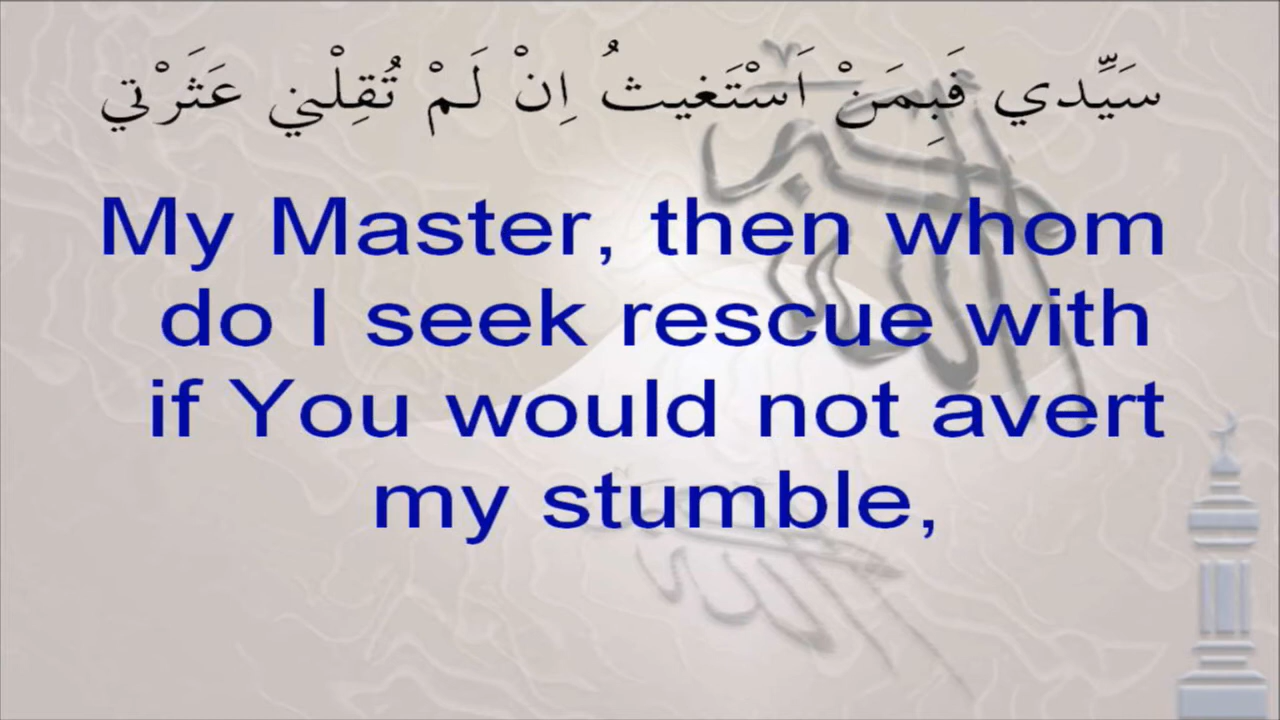 سَيِّدي فَبِمَنْ اَسْتَغيثُ اِنْ لَمْ تُقِلْني عَثَرْتي
My Master, then whom
do I seek rescue with
if You would not avert
my stumble,